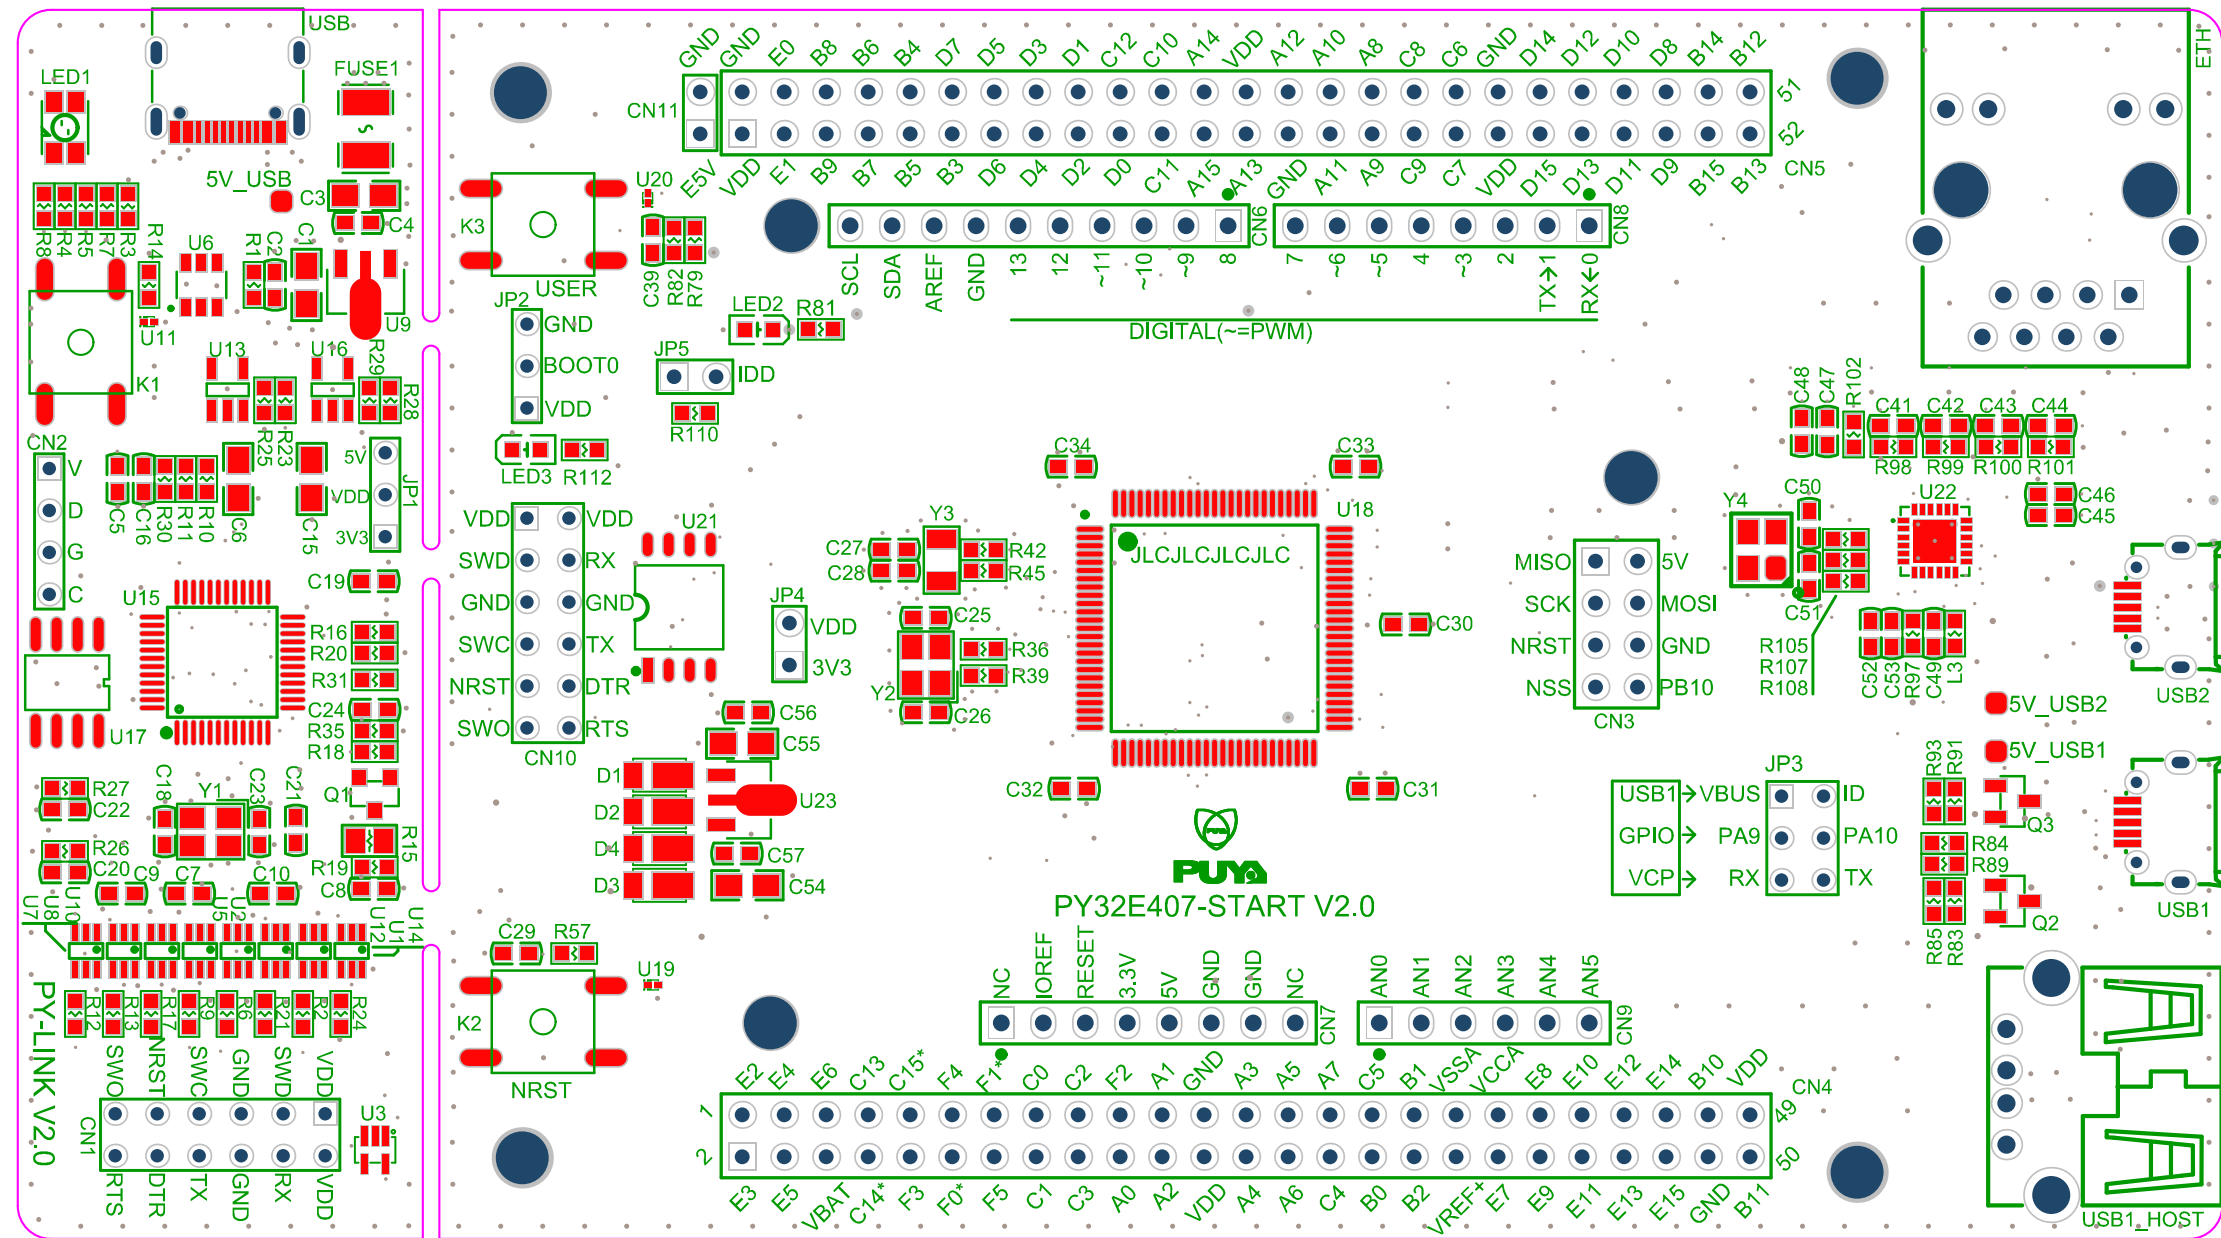 USB
LED1
FUSE1
5V_USB
C3
C4
R8
R4
R5
R7
R3
R14
U6
R1
C2
C1
U9
U11
K1
U13
U16
R29
R28
R25
R23
CN2
V
D
G
C
C5
C16
R30
R11
R10
C6
C15
5V
VDD
3V3
JP1
C19
U15
R16
R20
R31
C24
R35
R18
U17
Q1
R27
C22
C18
Y1
C23
C21
R15
R26
C20
R19
C8
C9
C7
C10
U7
U8
U10
U5
U2
U12
U1
U14
R12
R13
R17
R9
R6
R21
R2
R24
PY-LINK V2.0
SWO
NRST
SWC
GND
SWD
VDD
CN1
U3
RTS
DTR
TX
GND
RX
VDD
GND
GND E0 B8 B6 B4 D7 D5 D3 D1 C12 C10 A14 VDD A12 A10 A8 C8 C6 GND D14 D12 D10 D8 B14 B12
CN11
51
52
CN5
E5V
VDD E1 B9 B7 B5 B3 D6 D4 D2 D0 C11 A15 A13 GND A11 A9 C9 C7 VDD D15 D13 D11 D9 B15 B13
ETH
K3
USER
U20
C39
R82
R79
CN6
CN8
SCL SDA AREF GND 13 12 ~11 ~10 ~9 8
7 ~6 ~5 4 ~3 2 TX→1 RX←0
DIGITAL(~=PWM)
JP2
GND
BOOT0
VDD
LED2
R81
JP5
IDD
R110
LED3
R112
VDD VDD
SWD RX
GND GND
SWC TX
NRST DTR
SWO RTS
CN10
U21
JP4
VDD
3V3
C27
C28
Y3
R42
R45
C25
R36
R39
Y2
C26
C34
C33
U18
JLCJLCJLCJLC
C30
C32
C31
C56
C55
D1
D2
D4
D3
U23
C57
C54
PUYA
PUYA
PY32E407-START V2.0
C29
R57
K2
NRST
U19
NC IOREF RESET 3.3V 5V GND GND NC
CN7
AN0 AN1 AN2 AN3 AN4 AN5
CN9
E2 E4 E6 C13 C15* F4 F1* C0 C2 F2 A1 GND A3 A5 A7 C5 B1 VSSA VCCA E8 E10 E12 E14 B10 VDD
1
2
49
50
CN4
E3 E5 VBAT C14* F3 F0* F5 C1 C3 A0 A2 VDD A4 A6 C4 B0 B2 VREF+ E7 E9 E11 E13 E15 GND B11
C48
C47
R102
C41
C42
C43
C44
R98
R99
R100
R101
C46
C45
Y4
C50
U22
C51
R105
R107
R108
C52
C53
R97
C49
L3
MISO 5V
SCK MOSI
NRST GND
NSS PB10
CN3
USB2
5V_USB2
5V_USB1
JP3
USB1→VBUS ID
GPIO→PA9 PA10
VCP→RX TX
R93
R91
Q3
R84
R89
Q2
R85
R83
USB1
USB1_HOST